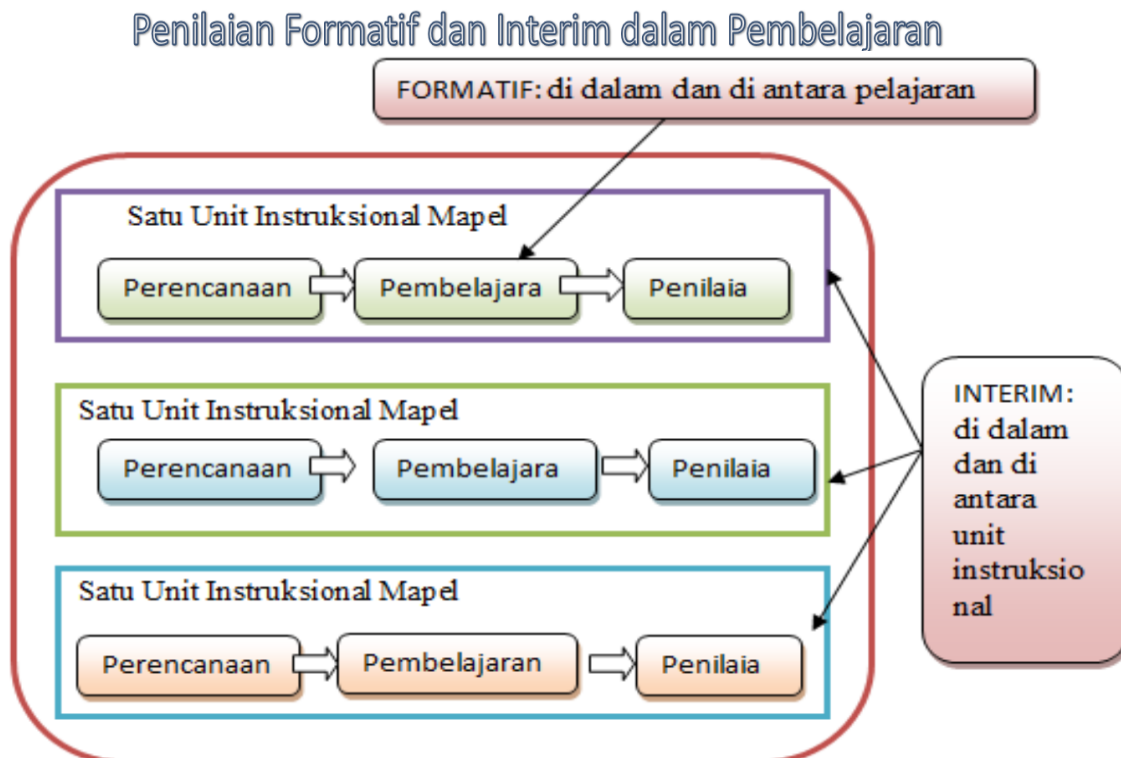 Penilaian Formatif dan Interim dalam Pembelajaran
FORMATIF: di dalam dan di antara pelajaran
Satu Unit Instruksional Mapel
Perencanaan
Pembelajara
Penilaia
Satu Unit Instruksional Mapel
Perencanaan
Pembelajara
Penilaia
Satu Unit Instruksional Mapel
Perencanaan
Pembelajaran
Penilaia
INTERIM:
di dalam
dan di
antara
unit
instruksio
nal